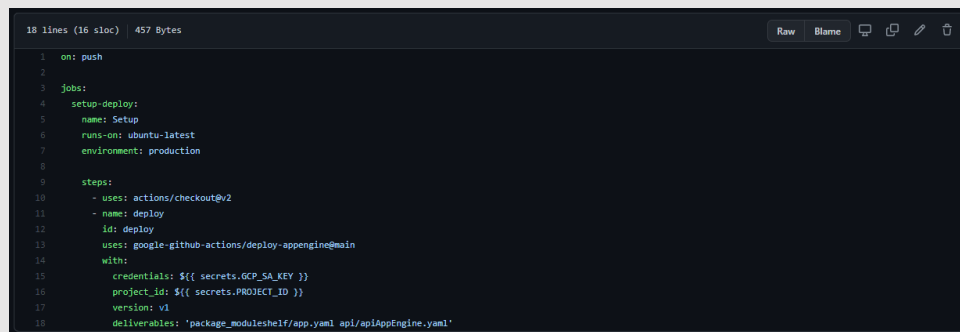 18 lines (16 sloc) 457 Bytes Raw Blame
1 on: push
2
3 jobs:
4 setup-deploy:
5 name: Setup
6 runs-on: ubuntu-latest
7 environment: production
8
9 steps:
10 - uses: actions/checkout@v2
11 - name: deploy
12 id: deploy
13 uses: google-github-actions/deploy-appengine@main
14 with:
15 credentials: ${{ secrets.GCP_SA_KEY }}
16 project_id: ${{ secrets.PROJECT_ID }}
17 version: v1
18 deliverables: 'package_moduleshelf/app.yaml api/apiAppEngine.yaml'